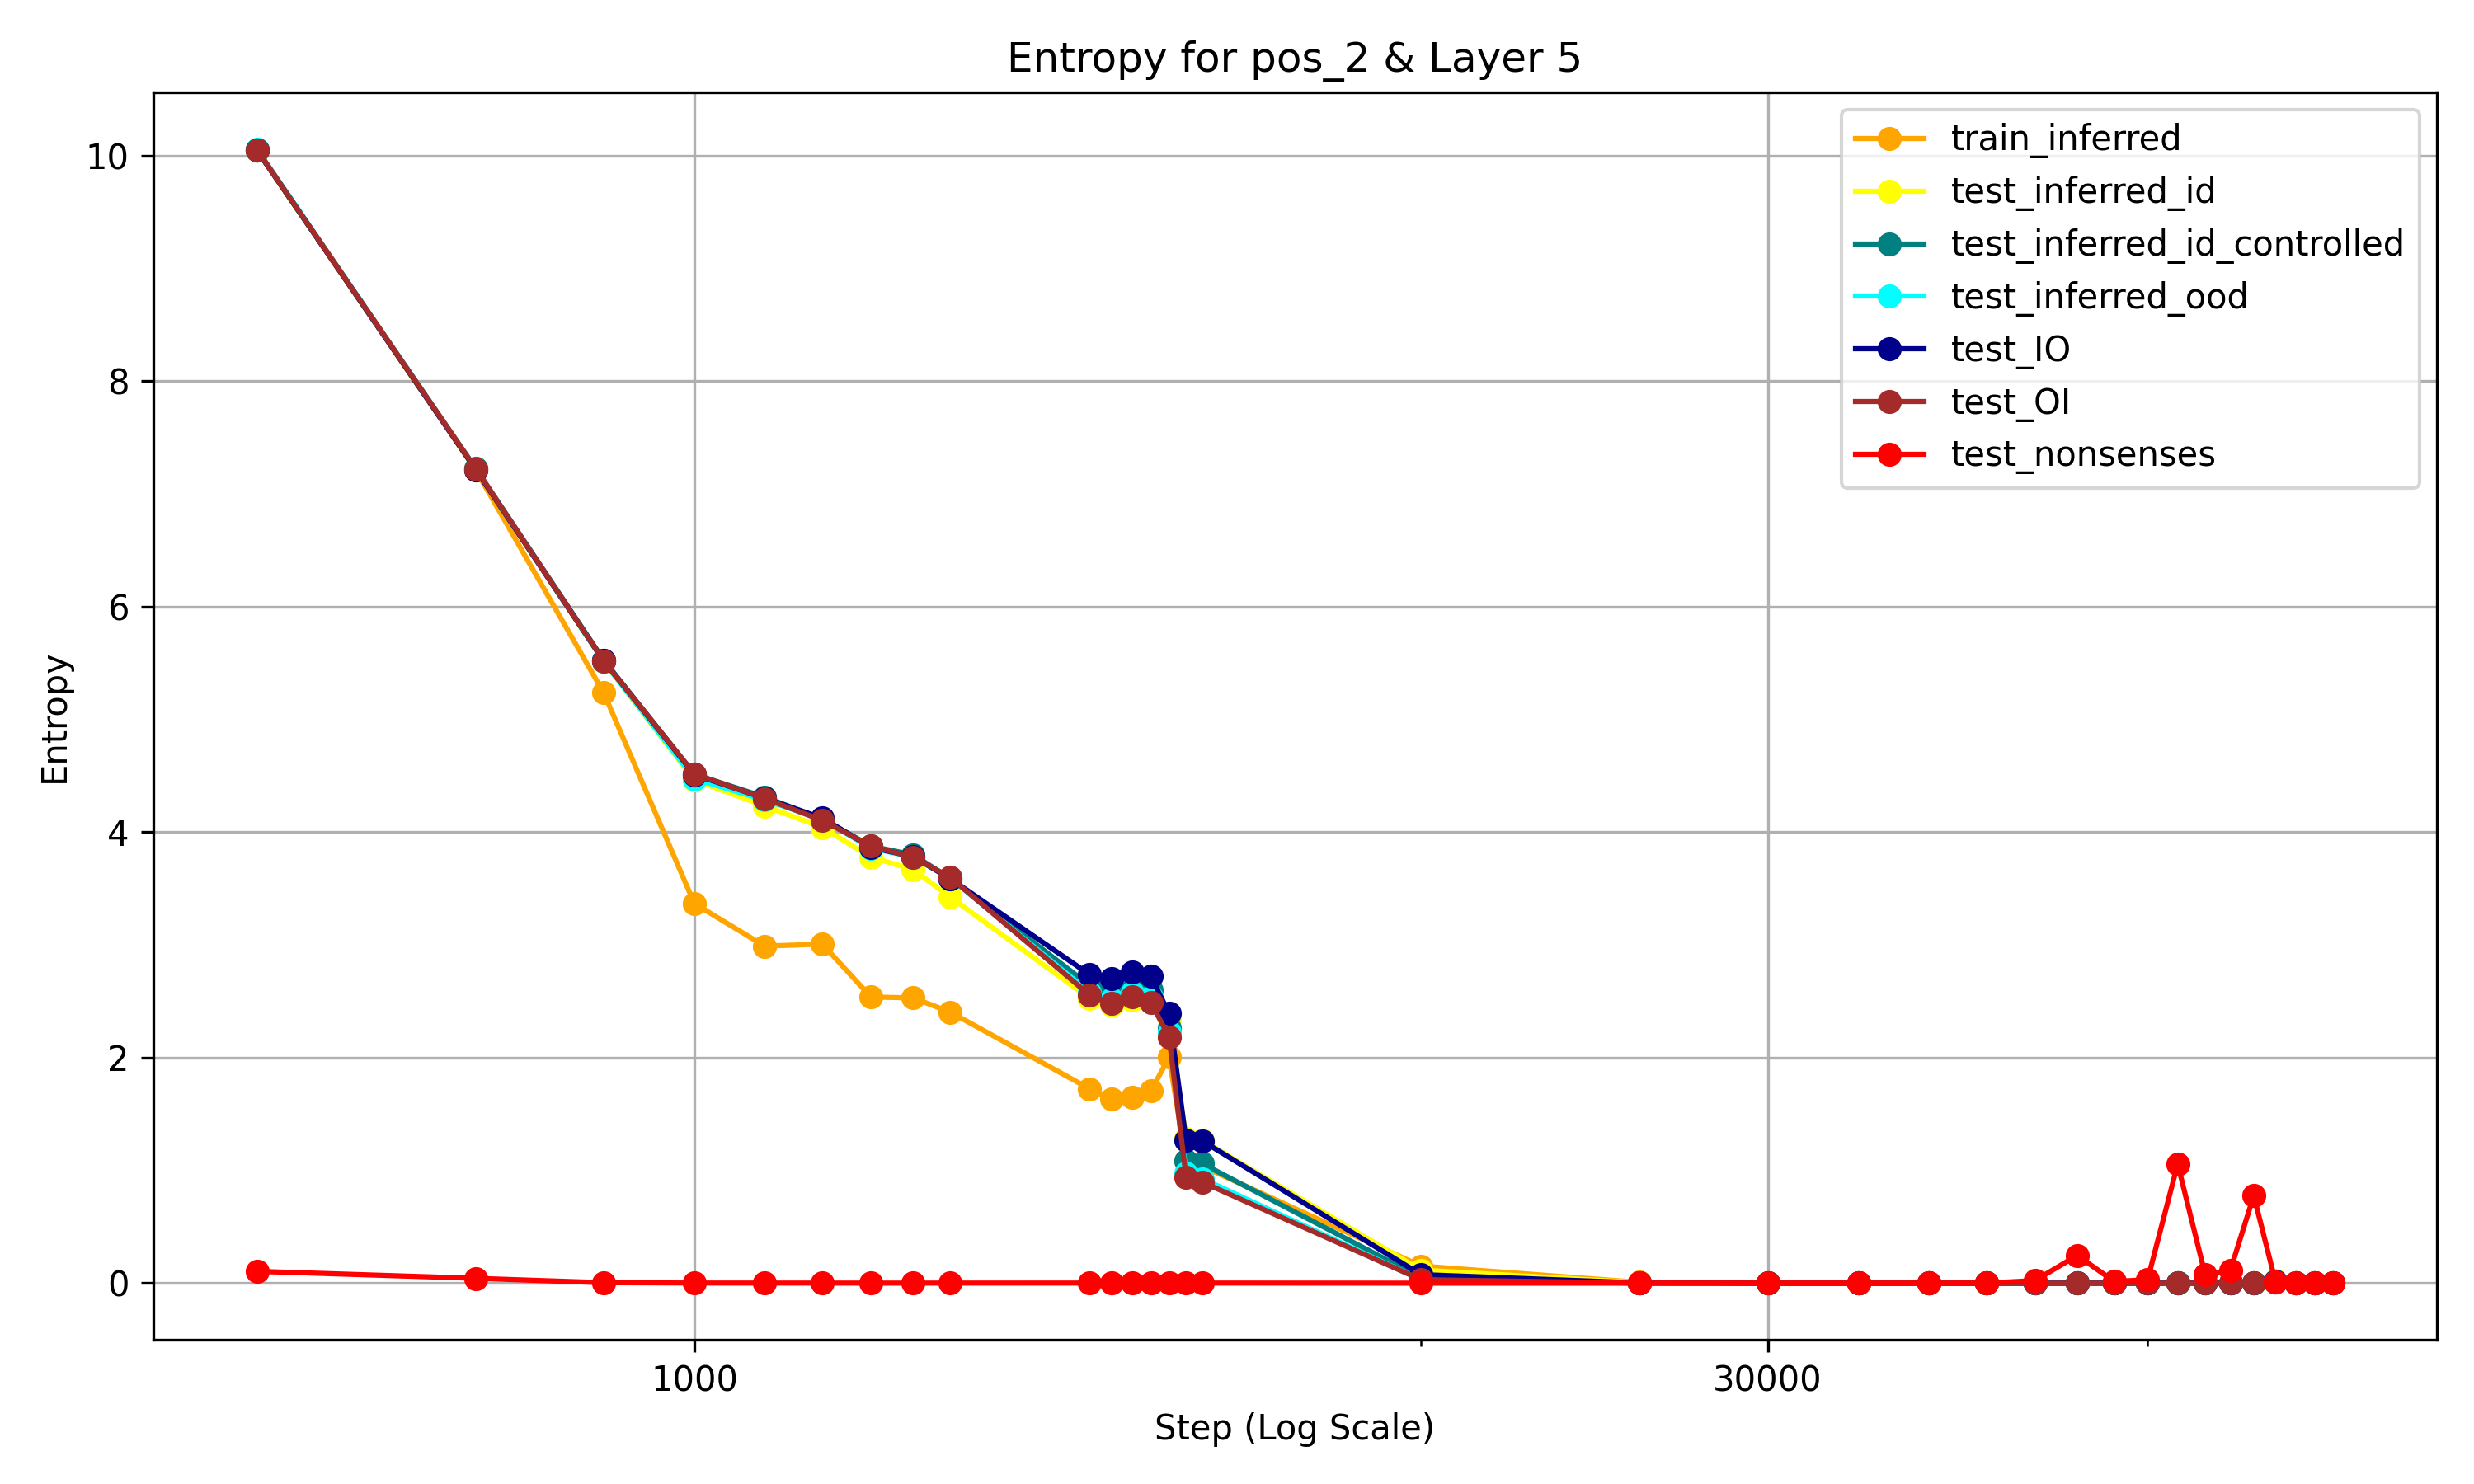 Entropy for pos_2 & Layer 5
train_inferred
test_inferred_id
test_inferred_id_controlled
test_inferred_ood
test_IO
test_OI
test_nonsenses
10
8
6
4
2
0
Entropy
1000
30000
Step (Log Scale)